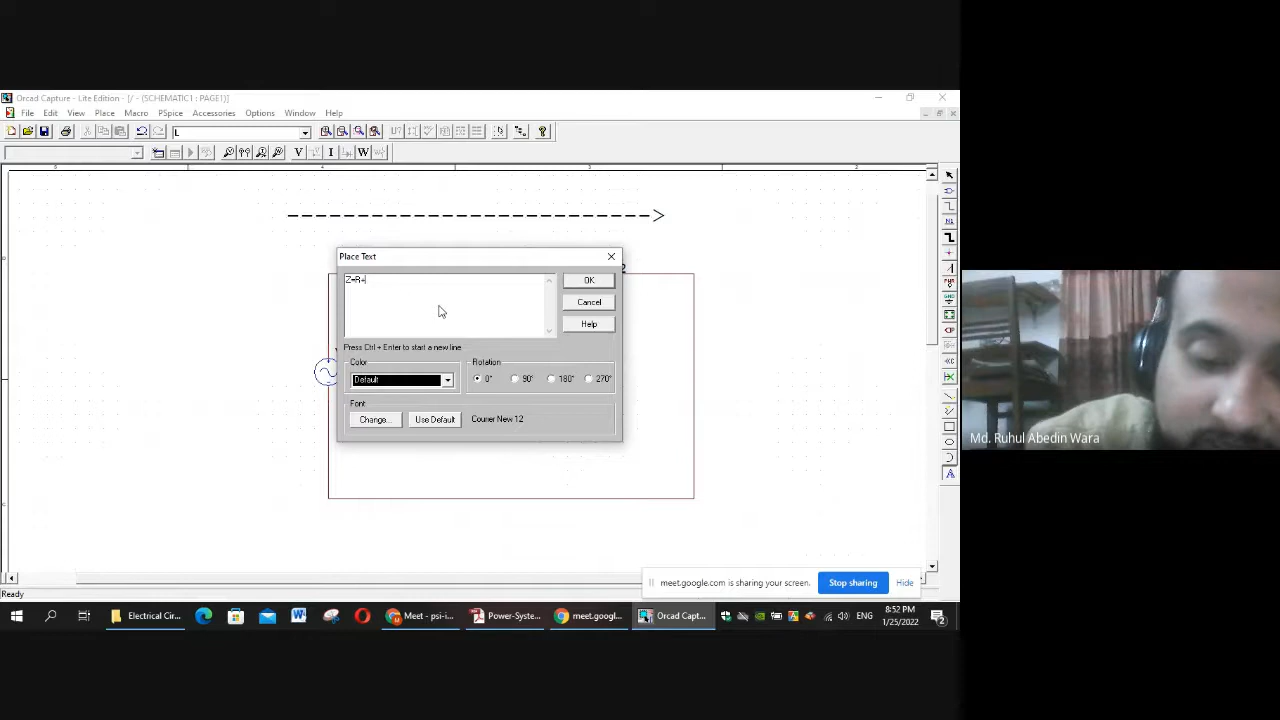 Orcad Capture - Lite Edition - [/ - (SCHEMATIC1 : PAGE1)]
File Edit View Place Macro PSpice Accessories Options Window Help
L
V I W
Place Text
Z=R+
OK
Cancel
Help
Press Ctrl + Enter to start a new line
Color
Default
Rotation
0° 90° 180° 270°
Font
Change...
Use Default
Courier New 12
2
Md. Ruhul Abedin Wara
meet.google.com is sharing your screen.
Stop sharing
Hide
Ready
Electrical Cir...
Meet - psi-i...
Power-Syste...
meet.googl...
Orcad Capt...
ENG
8:52 PM
1/25/2022
2